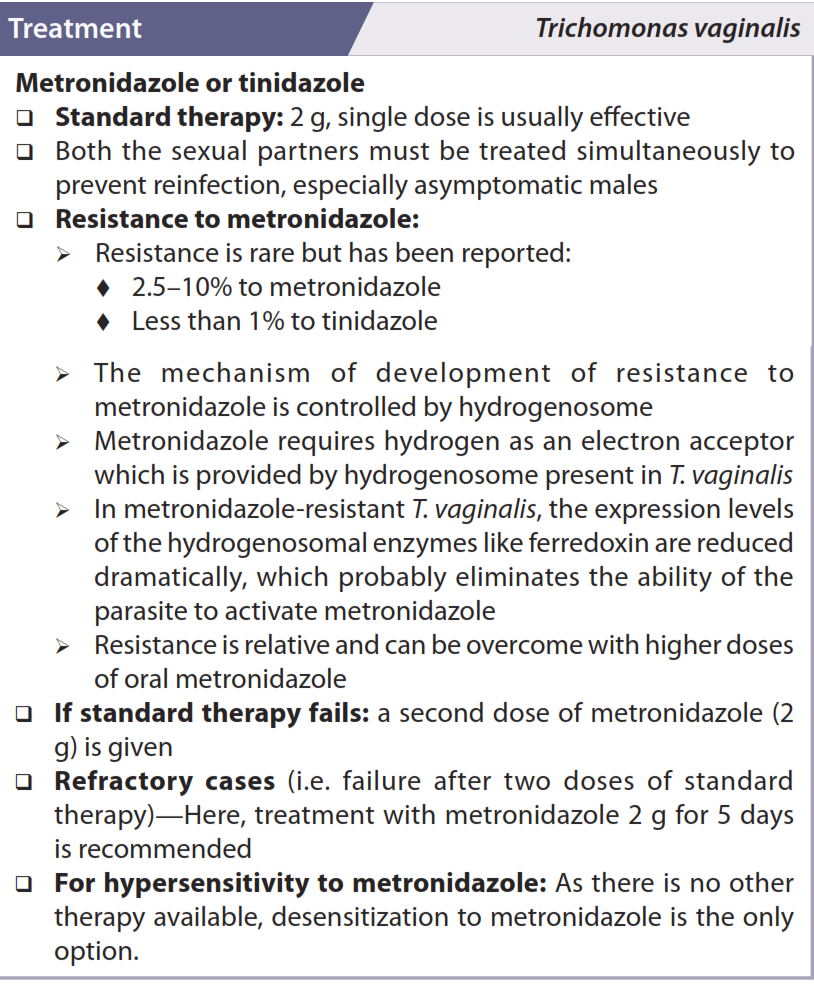 Treatment
Trichomonas vaginalis
Metronidazole or tinidazole
❑ Standard therapy: 2 g, single dose is usually effective
❑ Both the sexual partners must be treated simultaneously to
prevent reinfection, especially asymptomatic males
❑ Resistance to metronidazole:
➢ Resistance is rare but has been reported:
♦ 2.5–10% to metronidazole
♦ Less than 1% to tinidazole
➢ The mechanism of development of resistance to
metronidazole is controlled by hydrogenosome
➢ Metronidazole requires hydrogen as an electron acceptor
which is provided by hydrogenosome present in T. vaginalis
➢ In metronidazole-resistant T. vaginalis, the expression levels
of the hydrogenosomal enzymes like ferredoxin are reduced
dramatically, which probably eliminates the ability of the
parasite to activate metronidazole
➢ Resistance is relative and can be overcome with higher doses
of oral metronidazole
❑ If standard therapy fails: a second dose of metronidazole (2
g) is given
❑ Refractory cases (i.e. failure after two doses of standard
therapy)—Here, treatment with metronidazole 2 g for 5 days
is recommended
❑ For hypersensitivity to metronidazole: As there is no other
therapy available, desensitization to metronidazole is the only
option.